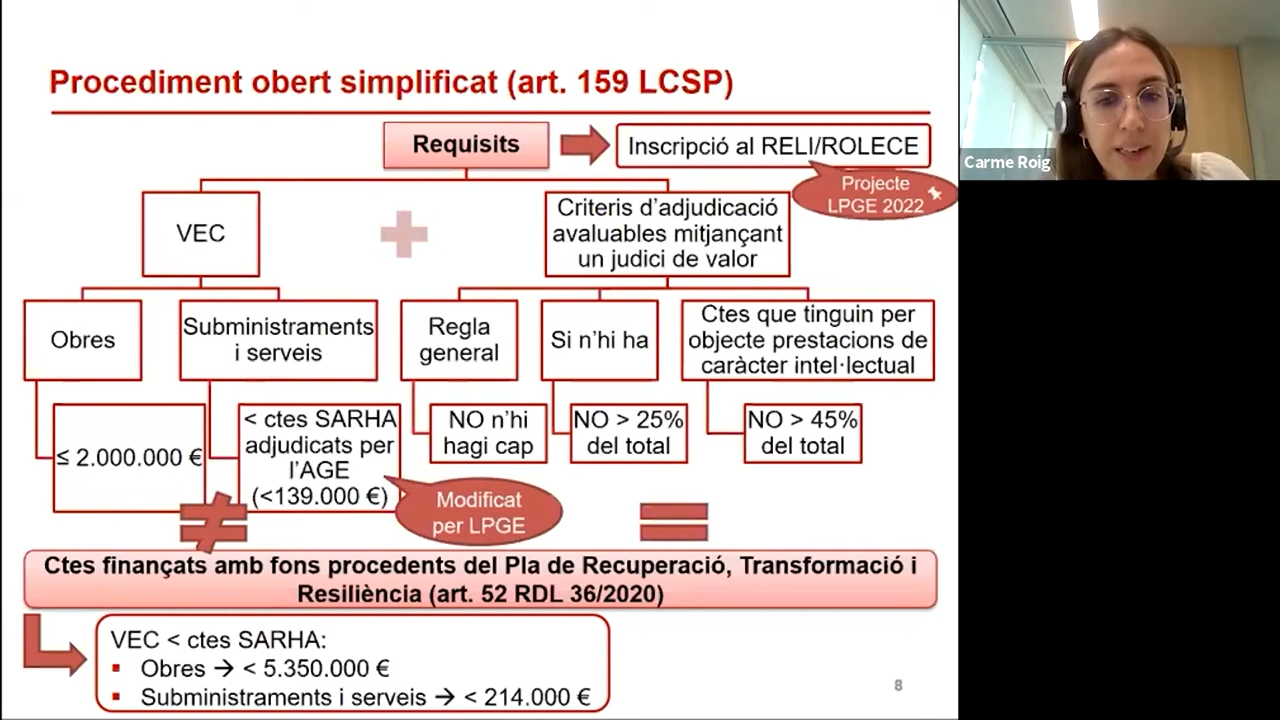 Procediment obert simplificat (art. 159 LCSP)
Requisits
Inscripció al RELI/ROLECE
Projecte
LPGE 2022
VEC
Criteris d'adjudicació
avaluables mitjançant
un judici de valor
Obres
Subministraments
i serveis
Regla
general
Si n'hi ha
Ctes que tinguin per
objecte prestacions de
caràcter intel·lectual
≤ 2.000.000 €
< ctes SARHA
adjudicats per
l'AGE
(<139.000 €)
NO n'hi
hagi cap
NO > 25%
del total
NO > 45%
del total
Modificat
per LPGE
Ctes finançats amb fons procedents del Pla de Recuperació, Transformació i
Resiliència (art. 52 RDL 36/2020)
VEC < ctes SARHA:
▪ Obres → < 5.350.000 €
▪ Subministraments i serveis → < 214.000 €
8
Carme Roig